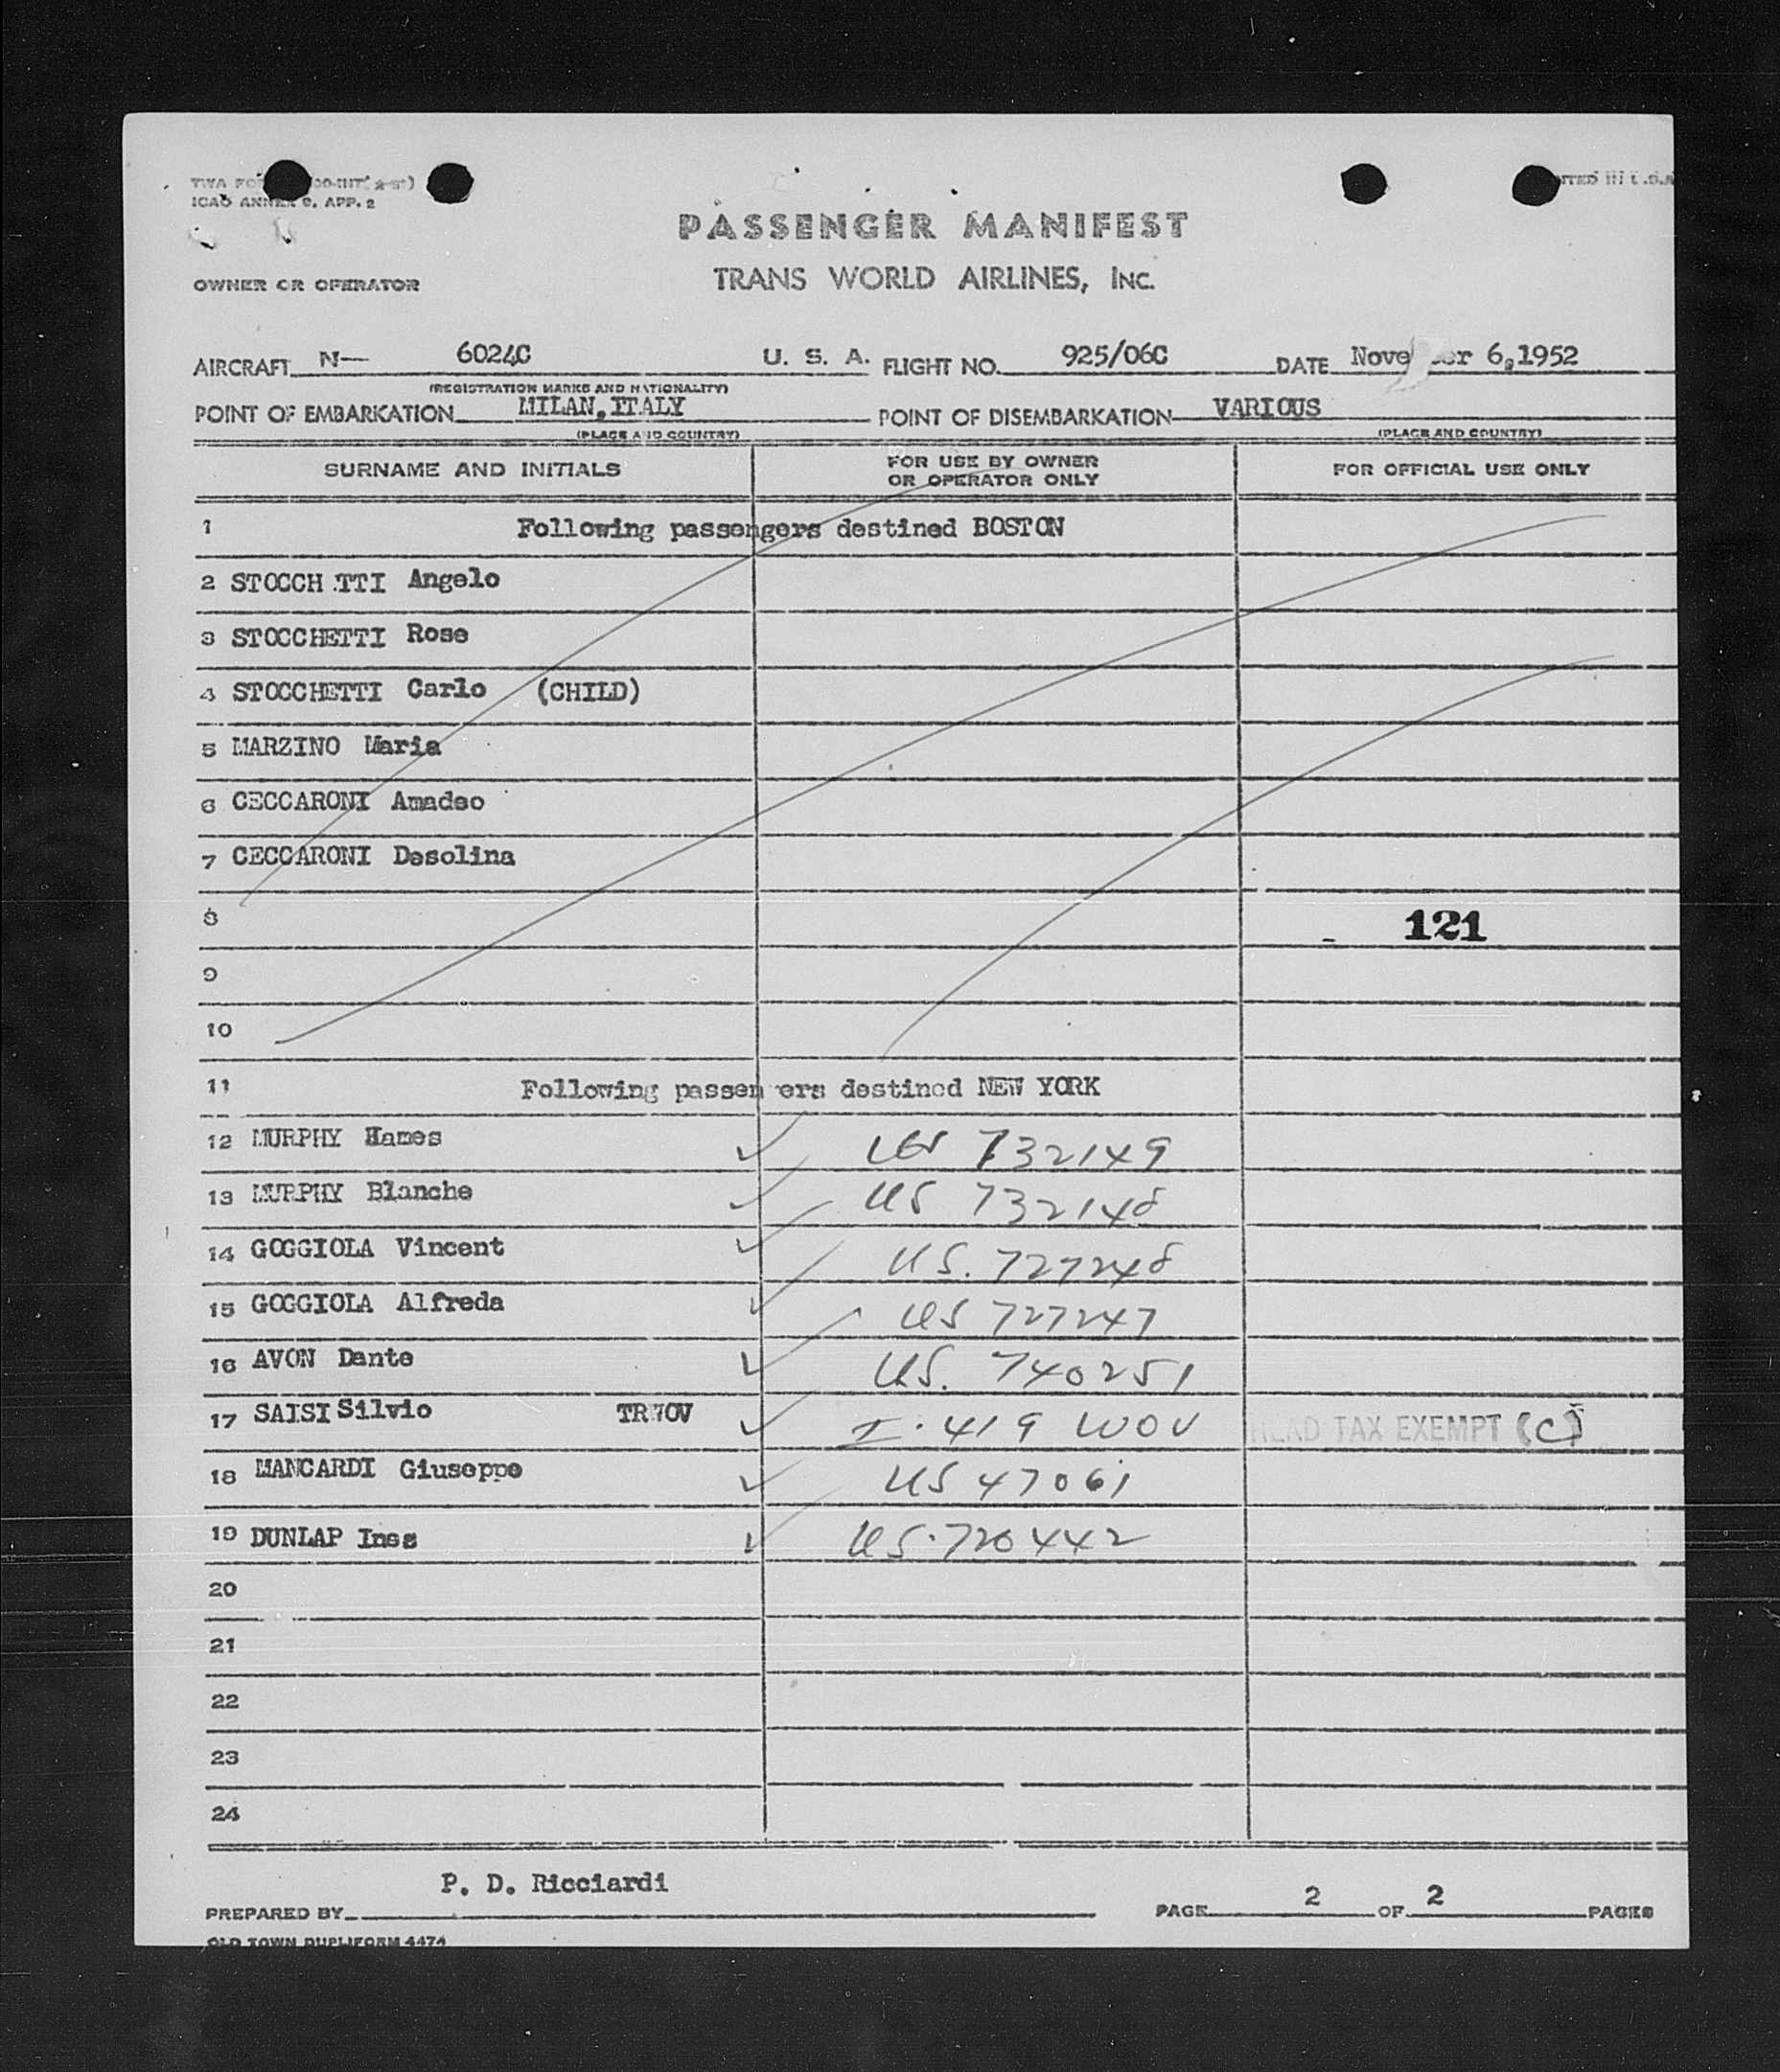 ICAO ANNEX 9, APP. 2
PASSENGER MANIFEST
TRANS WORLD AIRLINES, INC.
OWNER OR OPERATOR
AIRCRAFT N— 6024C U. S. A. FLIGHT NO. 925/06C DATE Nove er 6,1952
(REGISTRATION MARKS AND NATIONALITY)
POINT OF EMBARKATION MILAN, ITALY POINT OF DISEMBARKATION VARIOUS
(PLACE AND COUNTRY) (PLACE AND COUNTRY)
SURNAME AND INITIALS FOR USE BY OWNER OR OPERATOR ONLY FOR OFFICIAL USE ONLY
1 Following passengers destined BOSTON
2 STOCCH TTI Angelo
3 STOCCHETTI Rose
4 STOCCHETTI Carlo (CHILD)
5 MARZINO Maria
6 CECCARONI Amadeo
7 CECCARONI Desolina
8 121
9
10
11 Following passen ers destined NEW YORK
12 MURPHY Hames US 732149
13 MURPHY Blanche US 732148
14 GOGGIOLA Vincent US. 727248
15 GOGGIOLA Alfreda US 727247
16 AVON Dante US. 740251
17 SAISI Silvio TRWOV I. 419 WOV HEAD TAX EXEMPT (C)
18 MANCARDI Giuseppe US 47061
19 DUNLAP Ines US. 720442
20
21
22
23
24
P. D. Ricciardi
PREPARED BY PAGE 2 OF 2 PAGES
OLD TOWN DUPLIFORM 4474